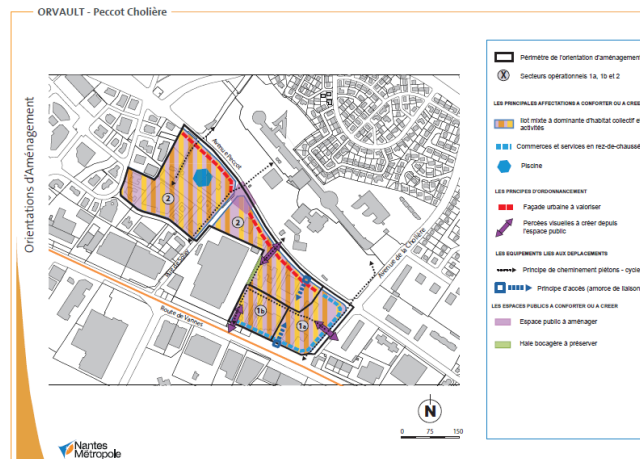 ORVAULT - Peccot Cholière
Orientations d'Aménagement
Avenue Peccot
Avenue de la Cholière
Route de Vannes
2
2
1b
1a
N
0 75 150
Nantes
Métropole
Périmètre de l'orientation d'aménagement
X
Secteurs opérationnels 1a, 1b et 2
LES PRINCIPALES AFFECTATIONS A CONFORTER OU A CREE
Ilot mixte à dominante d'habitat collectif e
activités
Commerces et services en rez-de-chaussé
Piscine
LES PRINCIPES D'ORDONNANCEMENT
Façade urbaine à valoriser
Percées visuelles à créer depuis
l'espace public
LES EQUIPEMENTS LIES AUX DEPLACEMENTS
Principe de cheminement piétons - cycle
Principe d'accès (amorce de liaison
LES ESPACES PUBLICS A CONFORTER OU A CREER
Espace public à aménager
Haie bocagère à préserver